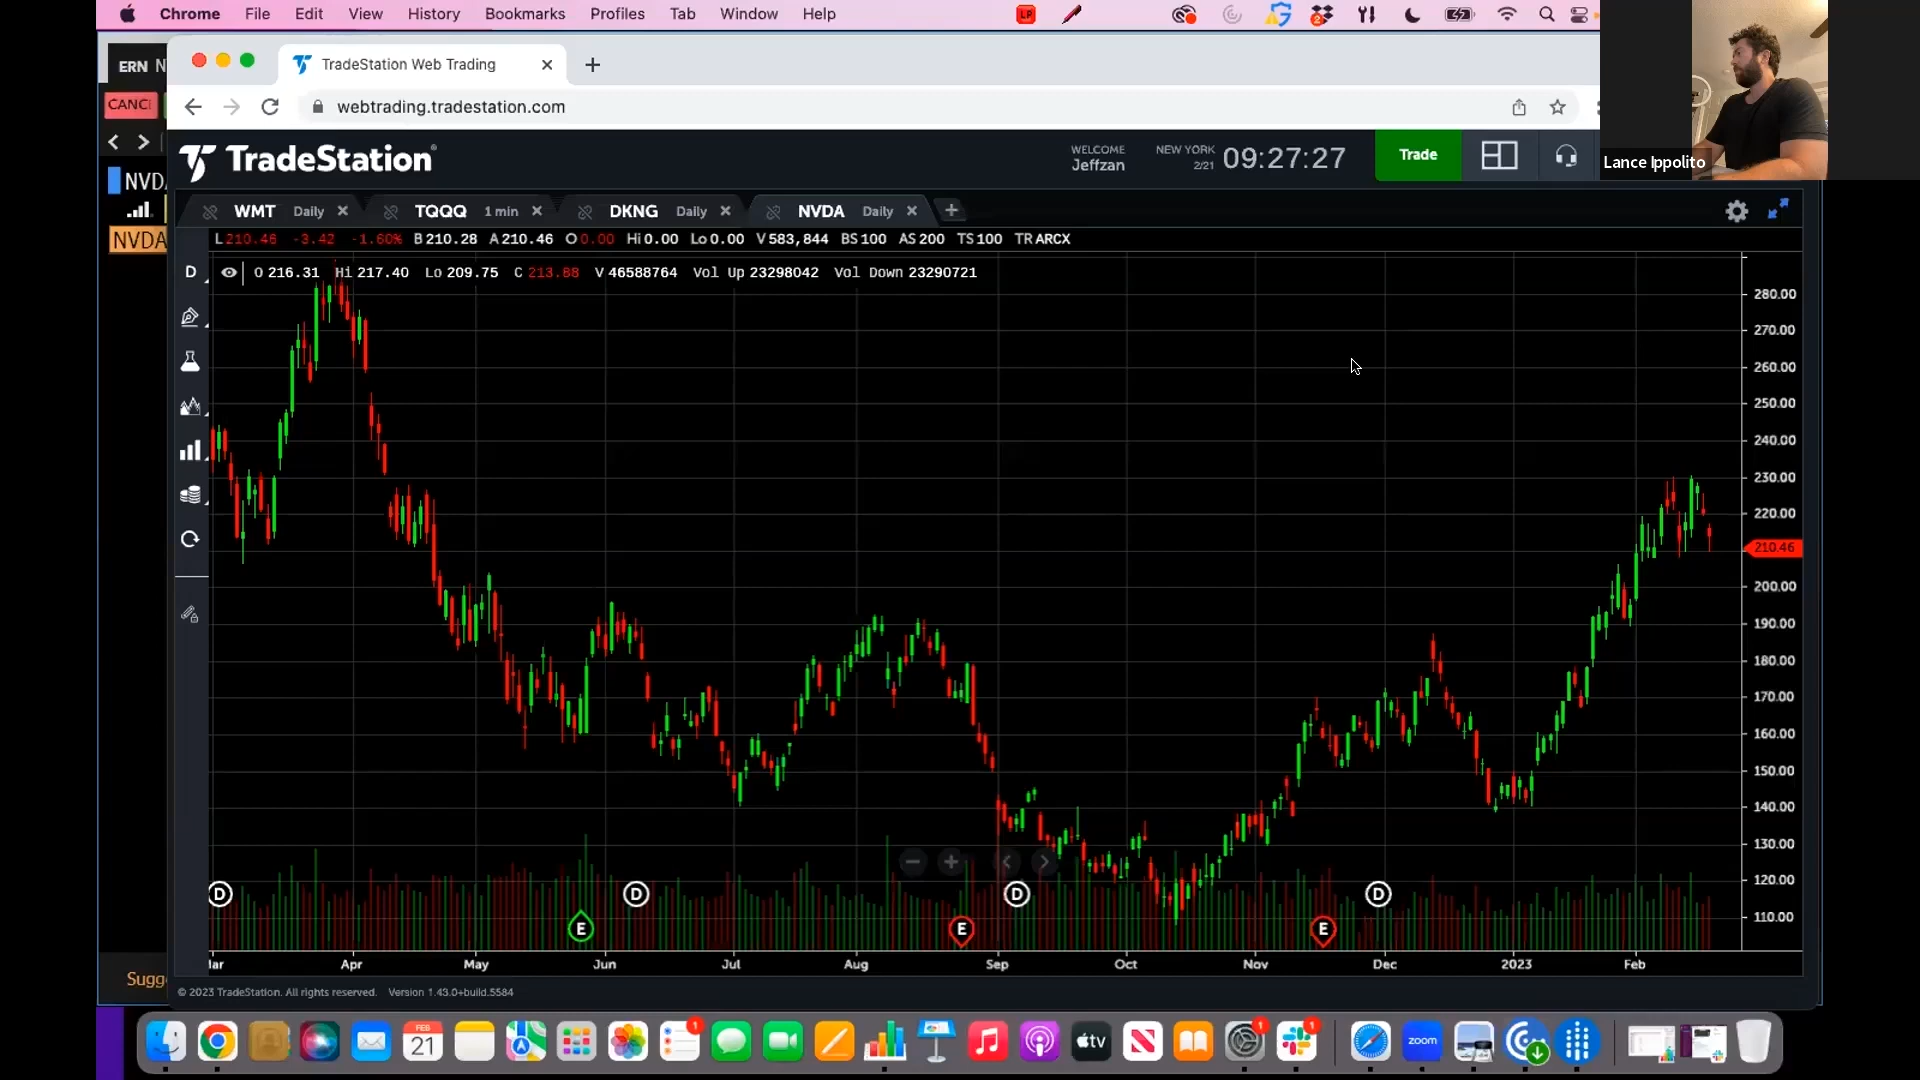 Chrome File Edit View History Bookmarks Profiles Tab Window Help
LP
2
ERN N
TradeStation Web Trading
CANC
webtrading.tradestation.com
TradeStation
WELCOME
Jeffzan
NEW YORK
2/21
09:27:27
Trade
Lance Ippolito
NVD
NVDA
WMT Daily TQQQ 1 min DKNG Daily NVDA Daily
L 210.46 -3.42 -1.60% B 210.28 A 210.46 O 0.00 Hi 0.00 Lo 0.00 V 583,844 BS 100 AS 200 TS 100 TR ARCX
D O 216.31 Hi 217.40 Lo 209.75 C 213.88 V 46588764 Vol Up 23298042 Vol Down 23290721
280.00
270.00
260.00
250.00
240.00
230.00
220.00
210.46
200.00
190.00
180.00
170.00
160.00
150.00
140.00
130.00
120.00
110.00
D D D D
E E E
Mar Apr May Jun Jul Aug Sep Oct Nov Dec 2023 Feb
Sugg
© 2023 TradeStation. All rights reserved. Version 1.43.0+build.5584
FEB
21
1
tv
1
1
zoom